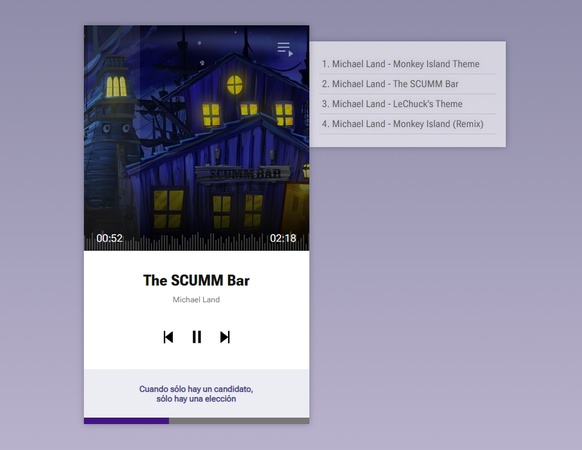 SCUMM BAR
00:52
02:18
The SCUMM Bar
Michael Land
Cuando sólo hay un candidato,
sólo hay una elección
1. Michael Land - Monkey Island Theme
2. Michael Land - The SCUMM Bar
3. Michael Land - LeChuck's Theme
4. Michael Land - Monkey Island (Remix)